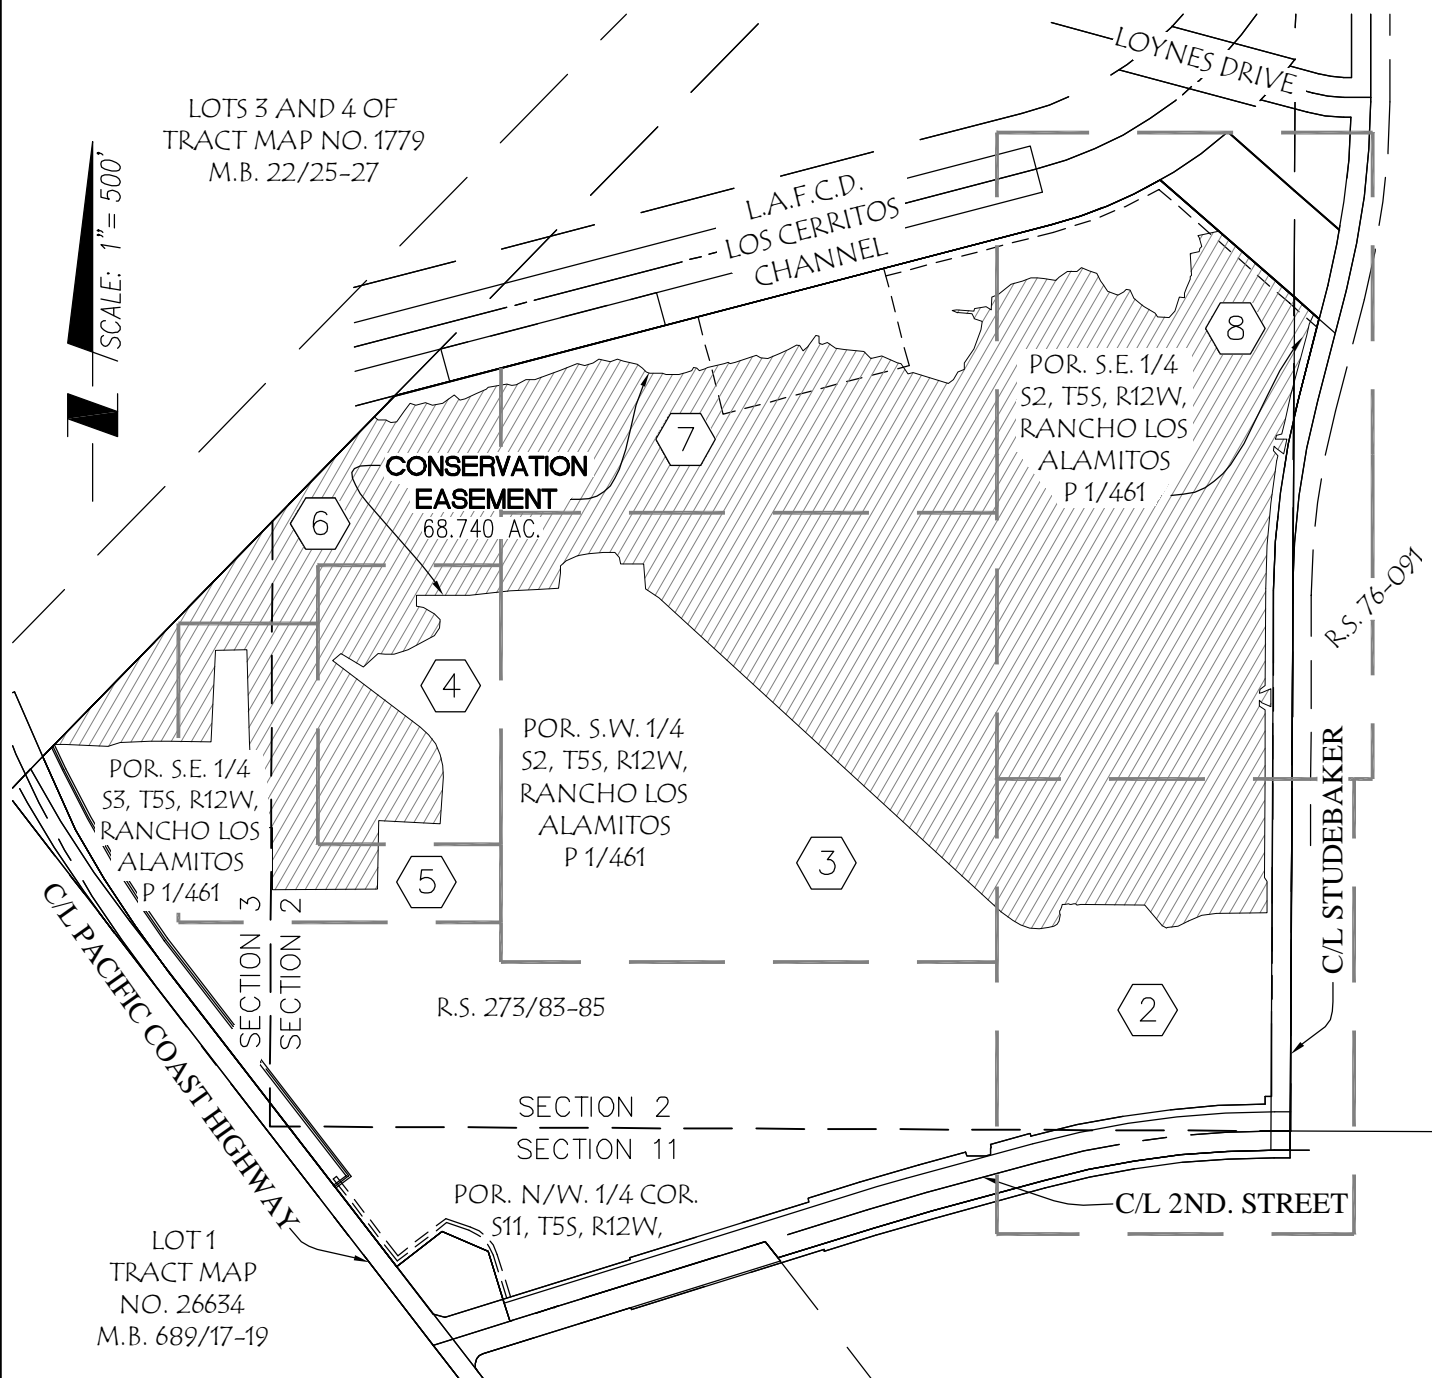 LOYNES DRIVE
LOTS 3 AND 4 OF
TRACT MAP NO. 1779
M.B. 22/25-27
SCALE: 1"= 500'
N
L.A.F.C.D.
LOS CERRITOS
CHANNEL
8
POR. S.E. 1/4
S2, T5S, R12W,
RANCHO LOS
ALAMITOS
P 1/461
7
CONSERVATION
EASEMENT
68.740 AC.
6
R.S. 76-091
4
POR. S.W. 1/4
S2, T5S, R12W,
RANCHO LOS
ALAMITOS
P 1/461
POR. S.E. 1/4
S3, T5S, R12W,
RANCHO LOS
ALAMITOS
P 1/461
3
5
C/L STUDEBAKER
C/L PACIFIC COAST HIGHWAY
SECTION 3
SECTION 2
R.S. 273/83-85
2
SECTION 2
SECTION 11
POR. N/W. 1/4 COR.
S11, T5S, R12W,
C/L 2ND. STREET
LOT 1
TRACT MAP
NO. 26634
M.B. 689/17-19